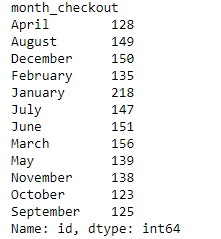 month_checkout
April 128
August 149
December 150
February 135
January 218
July 147
June 151
March 156
May 139
November 138
October 123
September 125
Name: id, dtype: int64